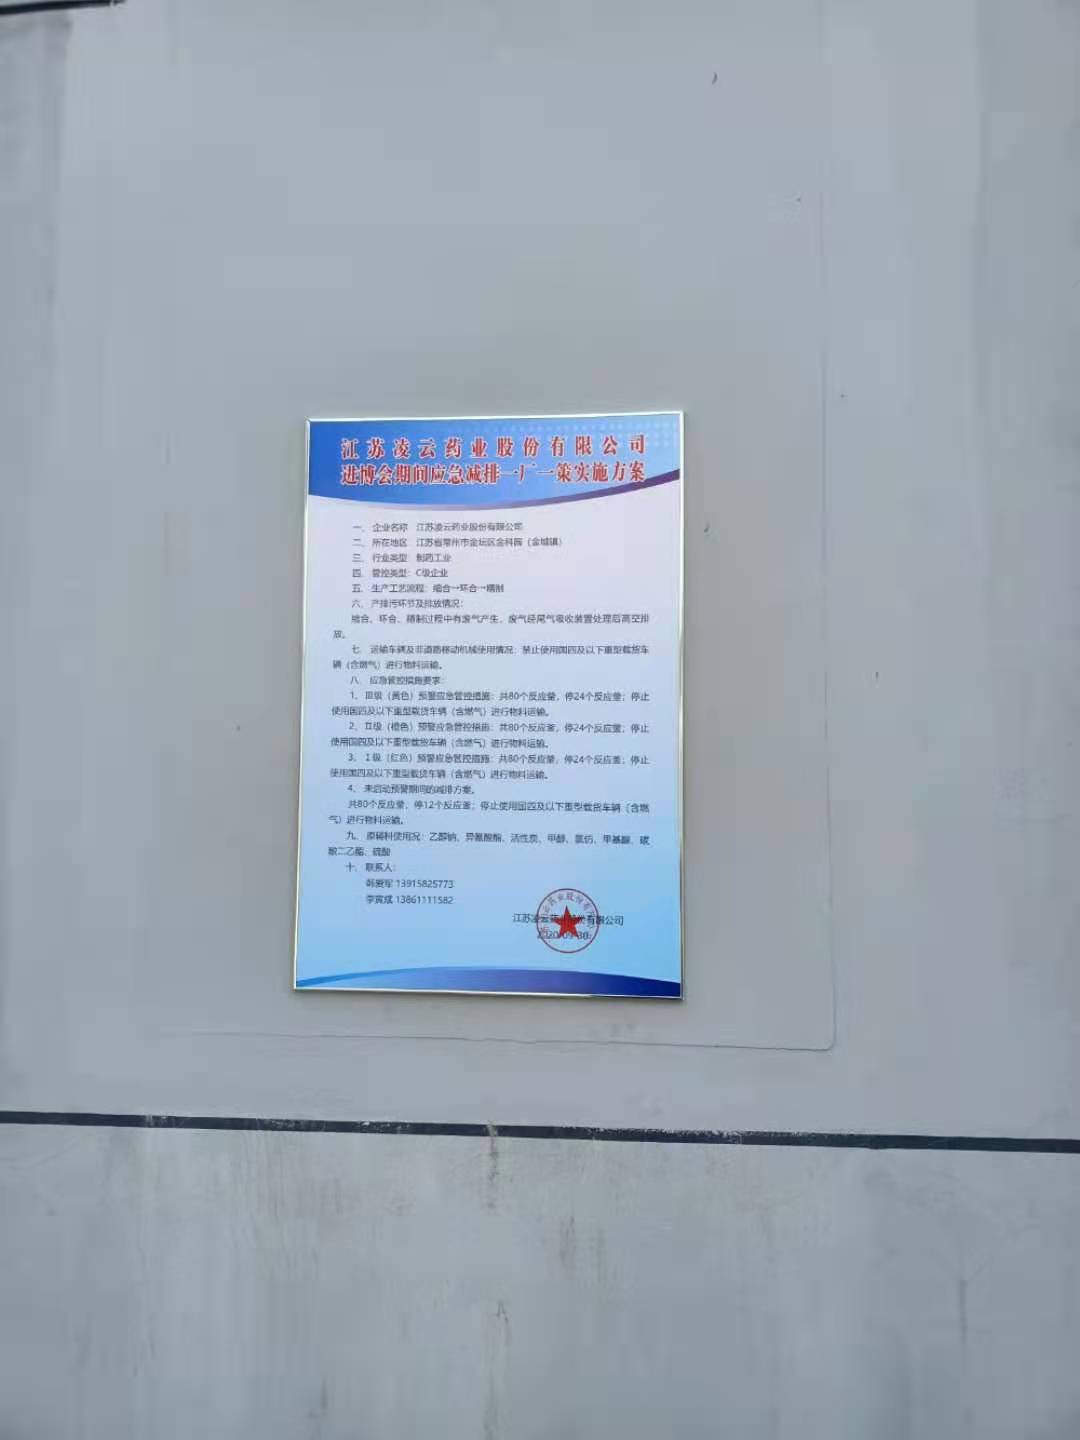 江苏凌云药业股份有限公司
进博会期间应急减排一厂一策实施方案
一、企业名称 江苏凌云药业股份有限公司
二、所在地区 江苏省常州市金坛区金科园（金城镇）
三、行业类型 制药工业
四、管控类型：C级企业
五、生产工艺流程：缩合→环合→精制
六、产排污环节及排放情况：
缩合、环合、精制过程中有废气产生，废气经尾气吸收装置处理后高空排
放。
七、运输车辆及非道路移动机械使用情况：禁止使用国四及以下重型载货车
辆（含燃气）进行物料运输。
八、应急管控措施要求：
1、Ⅲ级（黄色）预警应急管控措施：共80个反应釜，停24个反应釜；停止
使用国四及以下重型载货车辆（含燃气）进行物料运输。
2、Ⅱ级（橙色）预警应急管控措施：共80个反应釜，停24个反应釜；停止
使用国四及以下重型载货车辆（含燃气）进行物料运输。
3、Ⅰ级（红色）预警应急管控措施：共80个反应釜，停24个反应釜；停止
使用国四及以下重型载货车辆（含燃气）进行物料运输。
4、未启动预警期间的减排方案。
共80个反应釜，停12个反应釜；停止使用国四及以下重型载货车辆（含燃
气）进行物料运输。
九、原辅料使用况：乙醇钠、异氰酸酯、活性炭、甲醇、氯仿、甲基酮、碳
酸二乙酯、硫酸
十、联系人：
韩爱军 13915825773
李寅斌 13861111582
江苏凌云药业股份有限公司
2020/09/30